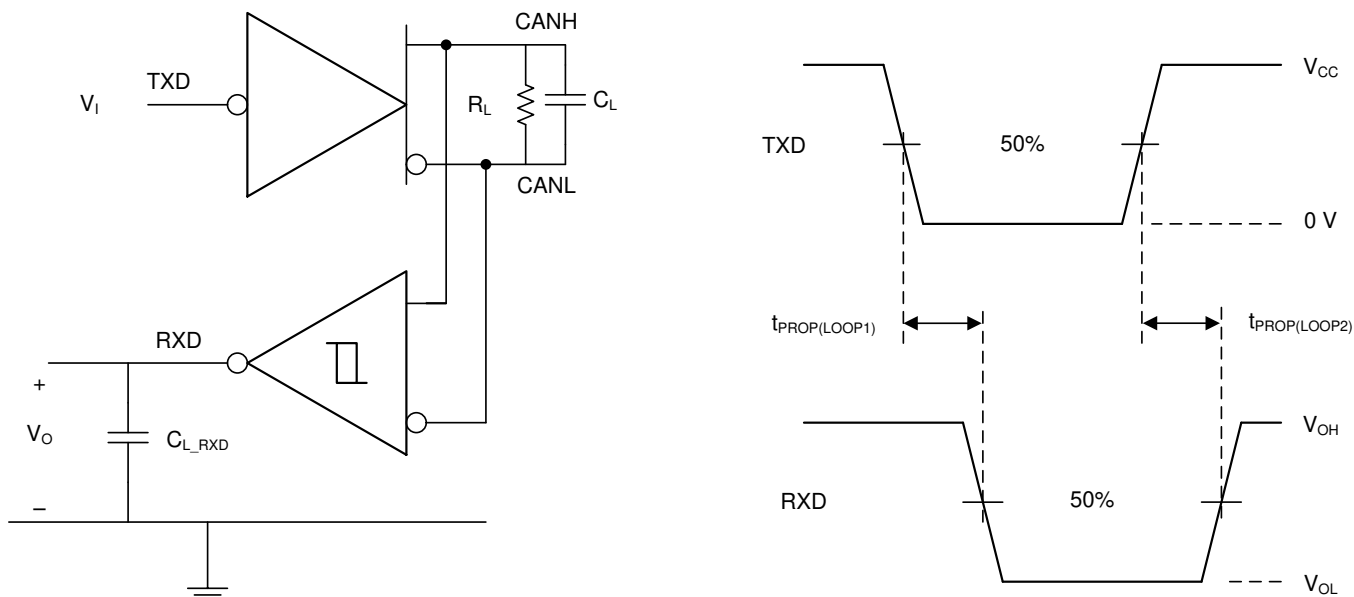 CANH
TXD
V_I
R_L
C_L
CANL
RXD
+
V_O
C_L_RXD
–
V_CC
TXD
50%
0 V
t_PROP(LOOP1)
t_PROP(LOOP2)
V_OH
RXD
50%
V_OL